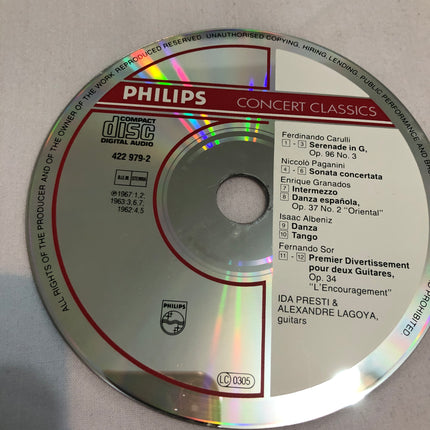 ALL RIGHTS OF THE PRODUCER AND OF THE OWNER OF THE WORK REPRODUCED RESERVED. UNAUTHORISED COPYING, HIRING, LENDING, PUBLIC PERFORMANCE AND
PROHIBITED
PHILIPS
CONCERT CLASSICS
COMPACT
disc
DIGITAL AUDIO
422 979-2
STEREO
℗ 1967 1,2;
1963:3,6,7;
1962:4,5
PHILIPS
LC 0305
Ferdinando Carulli
1 - 3 Serenade in G,
Op. 96 No. 3
Niccolò Paganini
4 - 6 Sonata concertata
Enrique Granados
7 Intermezzo
8 Danza española,
Op. 37 No. 2 "Oriental"
Isaac Albeniz
9 Danza
10 Tango
Fernando Sor
11 - 12 Premier Divertissement
pour deux Guitares,
Op. 34
"L'Encouragement"
IDA PRESTI &
ALEXANDRE LAGOYA,
guitars